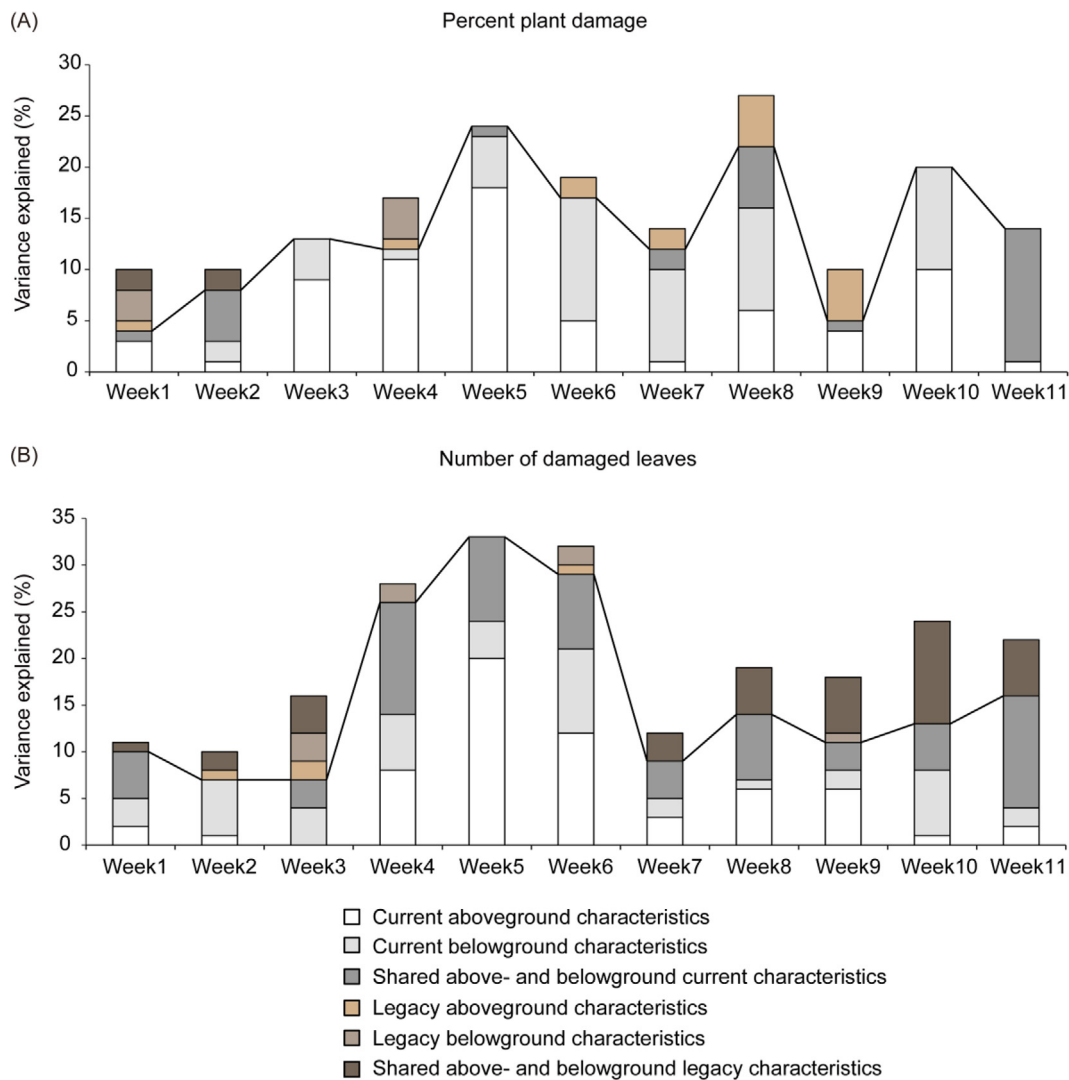 (A)
Percent plant damage
Variance explained (%)
30
25
20
15
10
5
0
Week1 Week2 Week3 Week4 Week5 Week6 Week7 Week8 Week9 Week10 Week11
(B)
Number of damaged leaves
Variance explained (%)
35
30
25
20
15
10
5
0
Week1 Week2 Week3 Week4 Week5 Week6 Week7 Week8 Week9 Week10 Week11
Current aboveground characteristics
Current belowground characteristics
Shared above- and belowground current characteristics
Legacy aboveground characteristics
Legacy belowground characteristics
Shared above- and belowground legacy characteristics